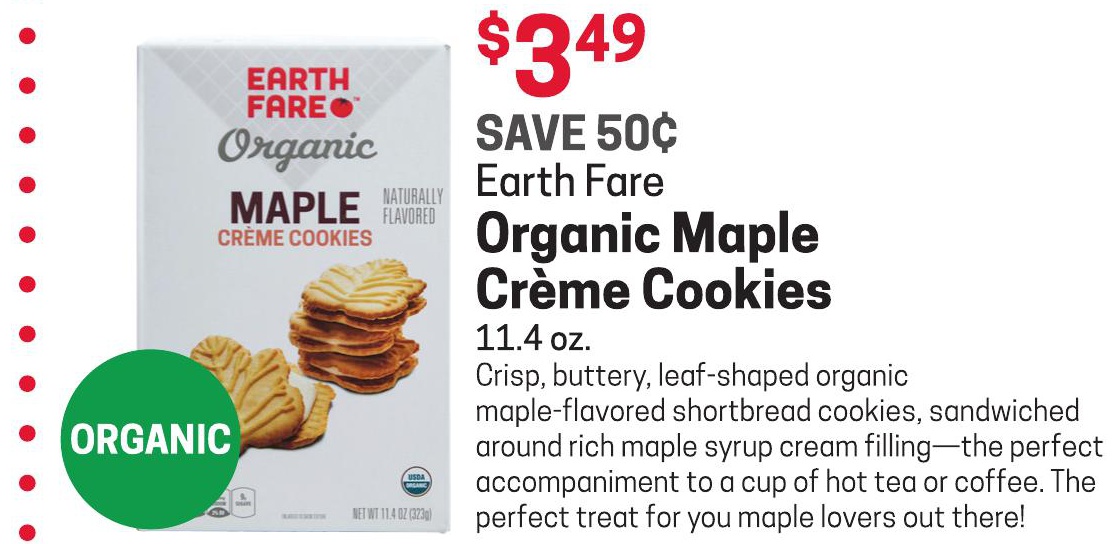 $3.49
SAVE 50¢
Earth Fare
Organic Maple
Crème Cookies
11.4 oz.
Crisp, buttery, leaf-shaped organic
maple-flavored shortbread cookies, sandwiched
around rich maple syrup cream filling—the perfect
accompaniment to a cup of hot tea or coffee. The
perfect treat for you maple lovers out there!
EARTH
FARE™
Organic
MAPLE
NATURALLY
FLAVORED
CRÈME COOKIES
ORGANIC
USDA
ORGANIC
NET WT 11.4 OZ (323g)